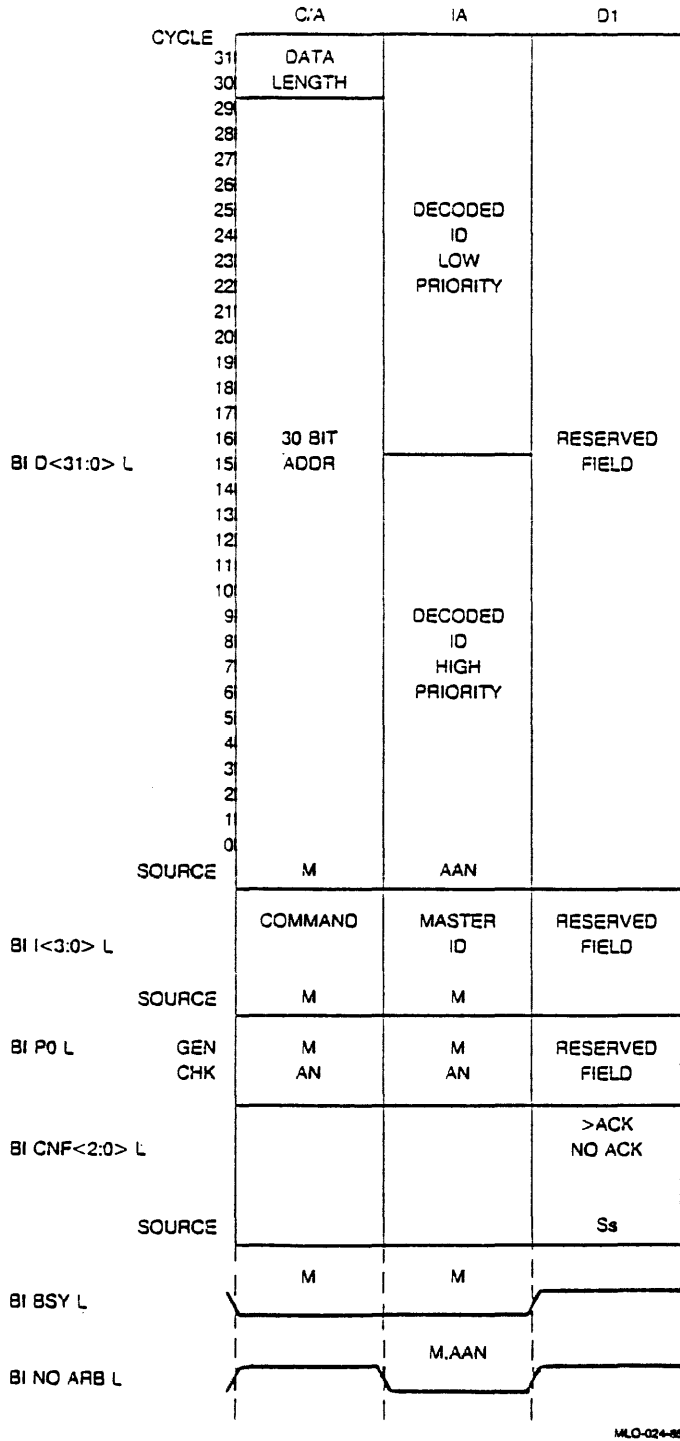 C/A IA D1
CYCLE
31 DATA
30 LENGTH
29
28
27
26
25 DECODED
24 ID
23 LOW
22 PRIORITY
21
20
19
18
17
16 30 BIT RESERVED
BI D<31:0> L 15 ADDR FIELD
14
13
12
11
10
9 DECODED
8 ID
7 HIGH
6 PRIORITY
5
4
3
2
1
0
SOURCE M AAN
COMMAND MASTER RESERVED
BI I<3:0> L ID FIELD
SOURCE M M
BI P0 L GEN M M RESERVED
CHK AN AN FIELD
>ACK
BI CNF<2:0> L NO ACK
SOURCE Ss
M M
BI BSY L
M,AAN
BI NO ARB L
MLO-024-85